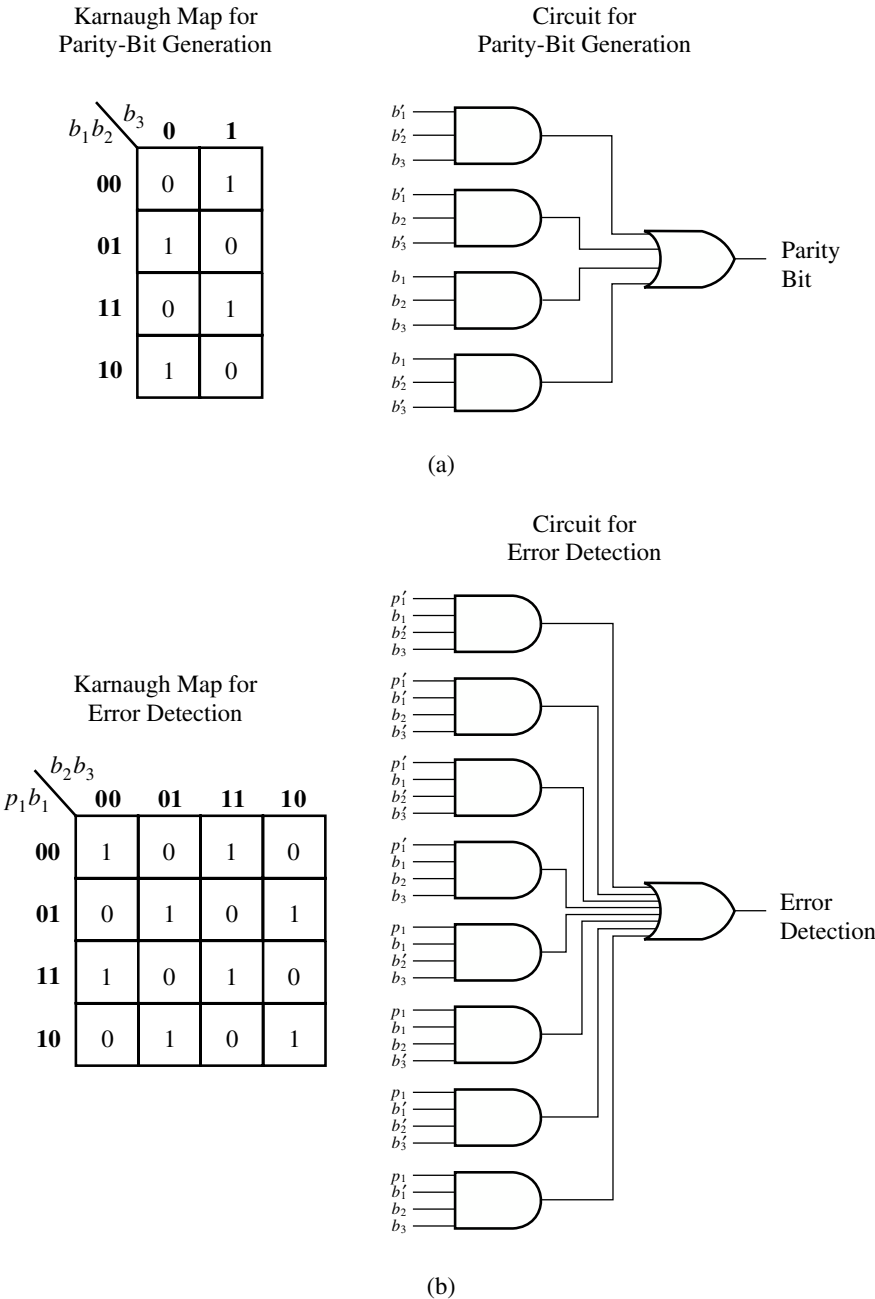 Karnaugh Map for
Parity-Bit Generation
b₃
b₁b₂
0 1
00 0 1
01 1 0
11 0 1
10 1 0
Circuit for
Parity-Bit Generation
b′₁
b′₂
b₃
b′₁
b₂
b′₃
b₁
b₂
b₃
b₁
b′₂
b′₃
Parity
Bit
(a)
Circuit for
Error Detection
Karnaugh Map for
Error Detection
b₂b₃
p₁b₁
00 01 11 10
00 1 0 1 0
01 0 1 0 1
11 1 0 1 0
10 0 1 0 1
p′₁
b₁
b′₂
b₃
p′₁
b′₁
b₂
b′₃
p′₁
b₁
b′₂
b′₃
p′₁
b₁
b₂
b₃
p₁
b₁
b′₂
b₃
p₁
b₁
b₂
b′₃
p₁
b′₁
b′₂
b′₃
p₁
b′₁
b₂
b₃
Error
Detection
(b)